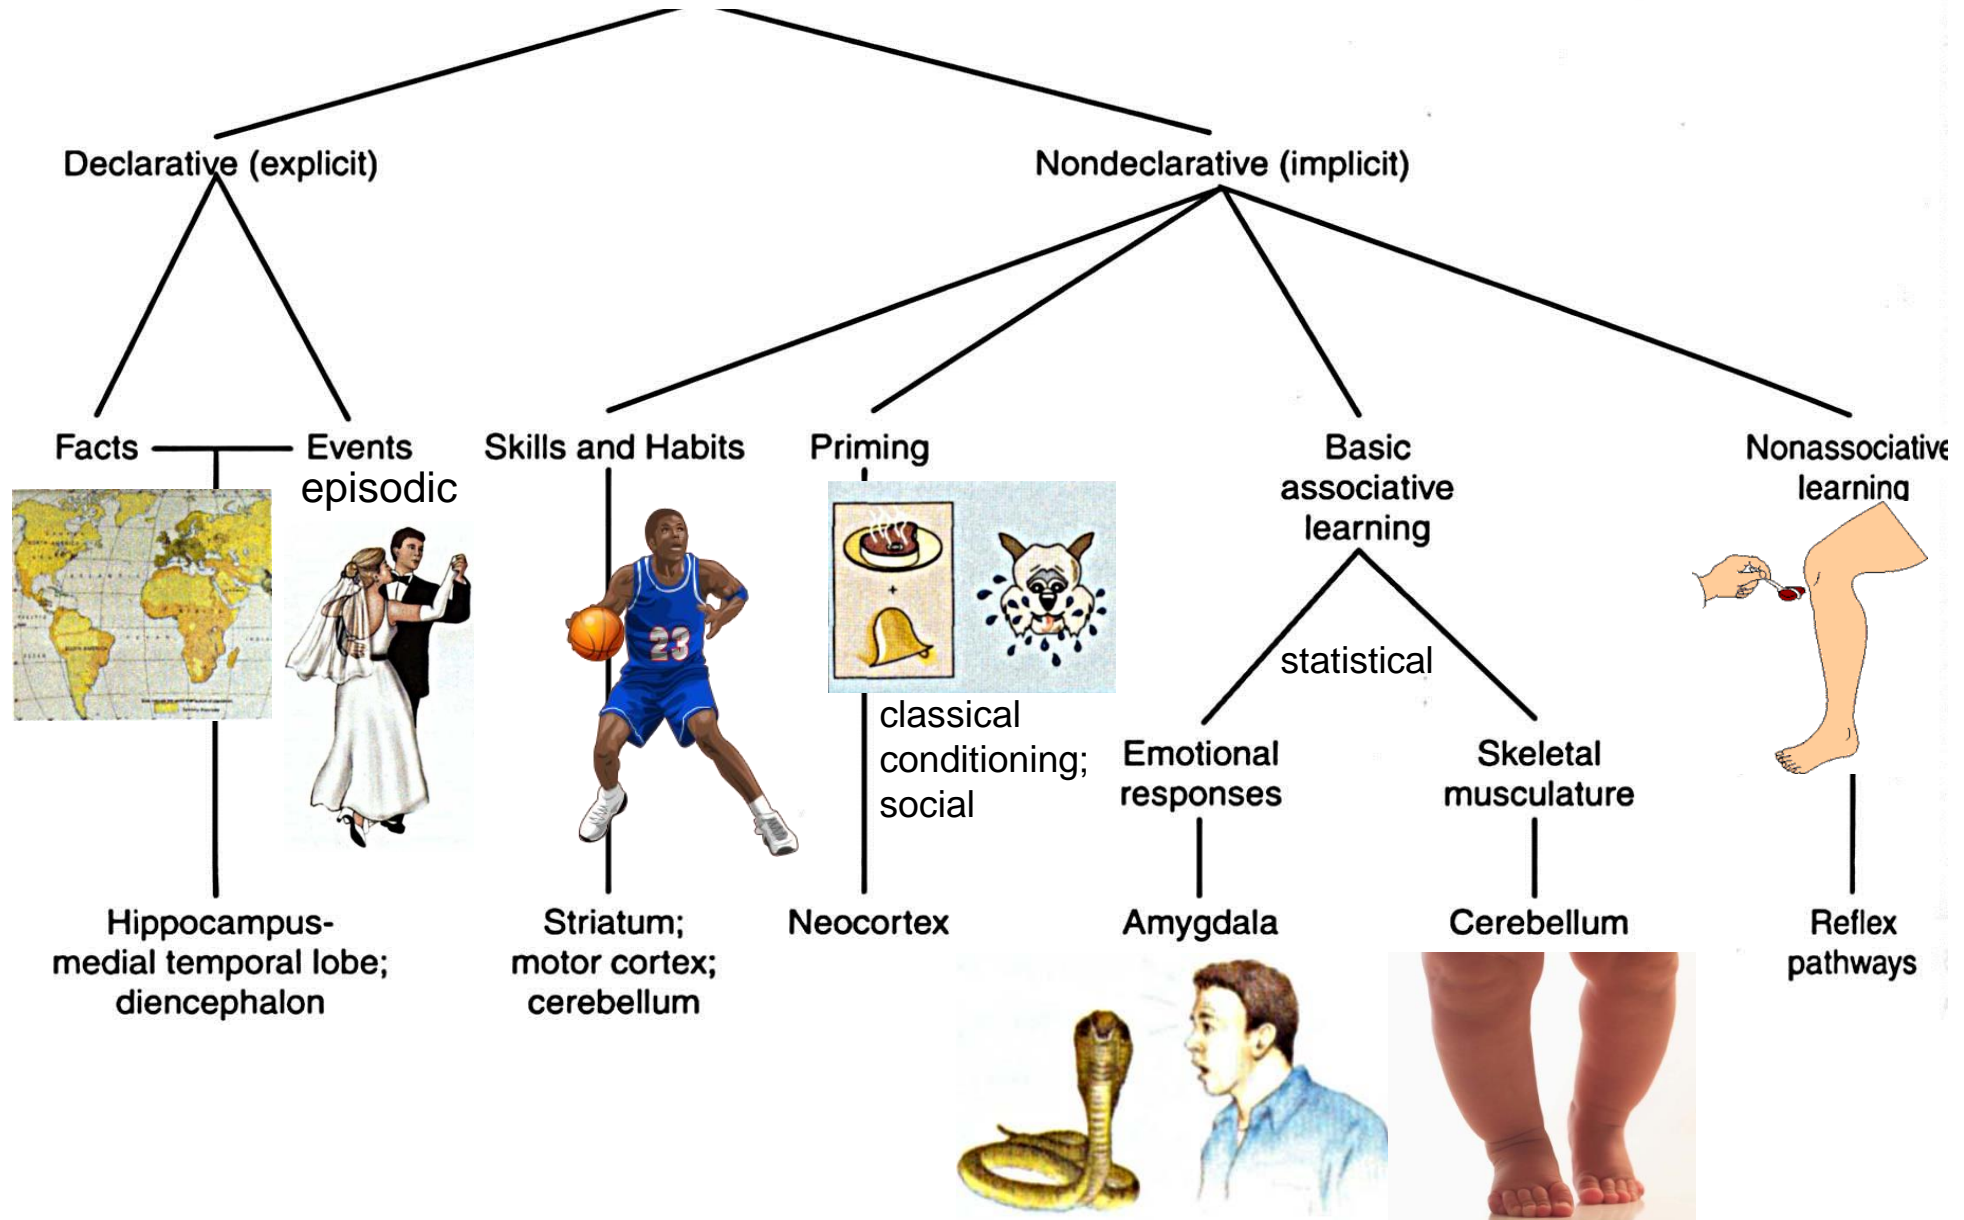 Declarative (explicit)
Nondeclarative (implicit)
Facts
Events
episodic
Skills and Habits
Priming
Basic
associative
learning
Nonassociative
learning
23
+
classical
conditioning;
social
statistical
Emotional
responses
Skeletal
musculature
Hippocampus-
medial temporal lobe;
diencephalon
Striatum;
motor cortex;
cerebellum
Neocortex
Amygdala
Cerebellum
Reflex
pathways